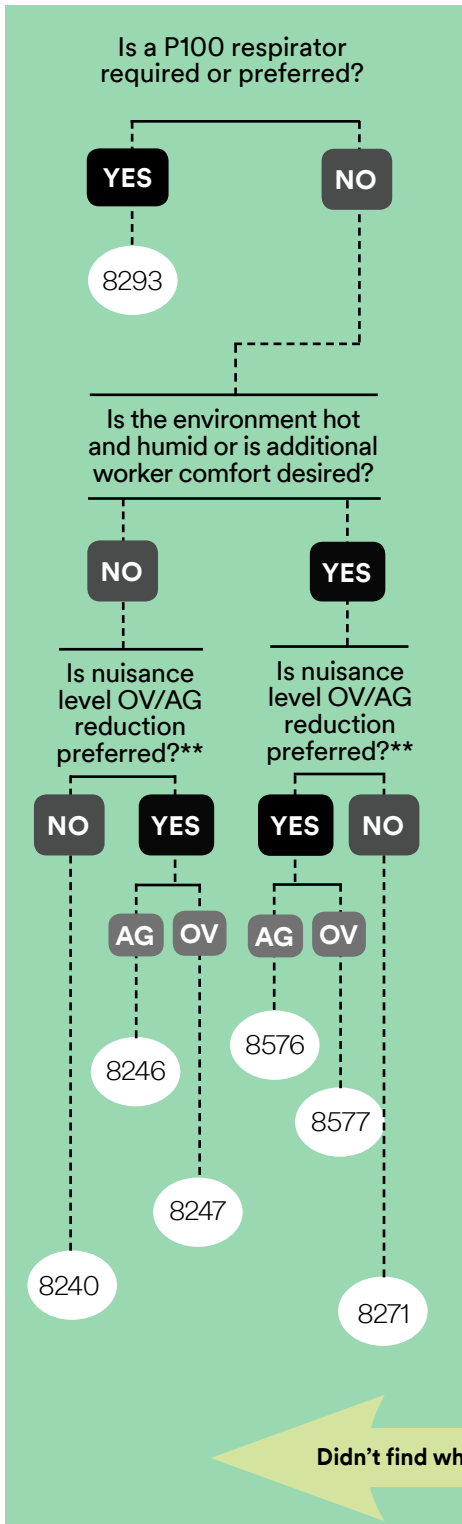 Is a P100 respirator
required or preferred?
YES
NO
8293
Is the environment hot
and humid or is additional
worker comfort desired?
NO
YES
Is nuisance
level OV/AG
reduction
preferred?**
Is nuisance
level OV/AG
reduction
preferred?**
NO
YES
YES
NO
AG
OV
AG
OV
8246
8576
8577
8247
8240
8271
Didn't find